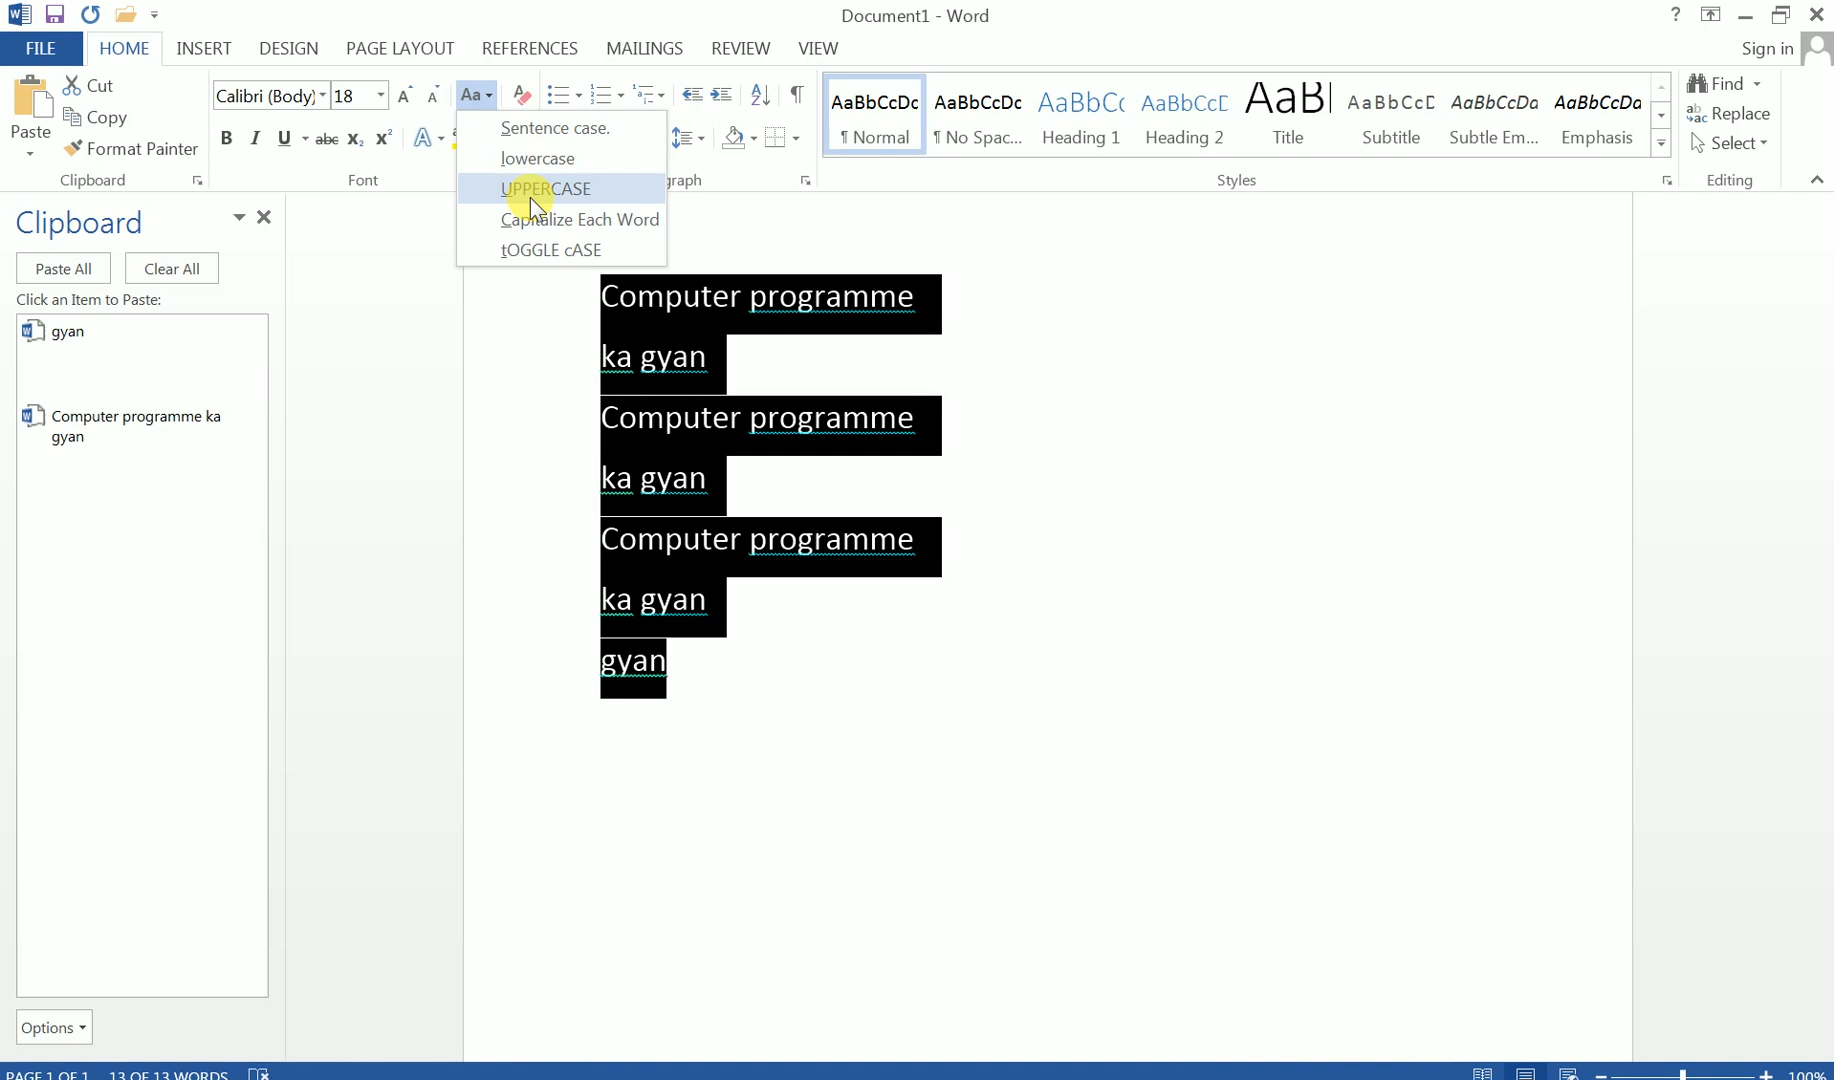 Document1 - Word
FILE HOME INSERT DESIGN PAGE LAYOUT REFERENCES MAILINGS REVIEW VIEW Sign in
Paste
Cut
Copy
Format Painter
Clipboard
Calibri (Body) 18 Aa
B I U abc x₂ x² A
Font
Sentence case.
lowercase
UPPERCASE
Capitalize Each Word
tOGGLE cASE
graph
AaBbCcDc AaBbCcDc AaBbCc AaBbCcC AaB AaBbCcC AaBbCcDa AaBbCcDa
¶ Normal ¶ No Spac... Heading 1 Heading 2 Title Subtitle Subtle Em... Emphasis
Styles
Find
Replace
Select
Editing
Clipboard
Paste All Clear All
Click an Item to Paste:
gyan
Computer programme ka
gyan
Options
Computer programme
ka gyan
Computer programme
ka gyan
Computer programme
ka gyan
gyan
PAGE 1 OF 1 13 OF 13 WORDS 100%